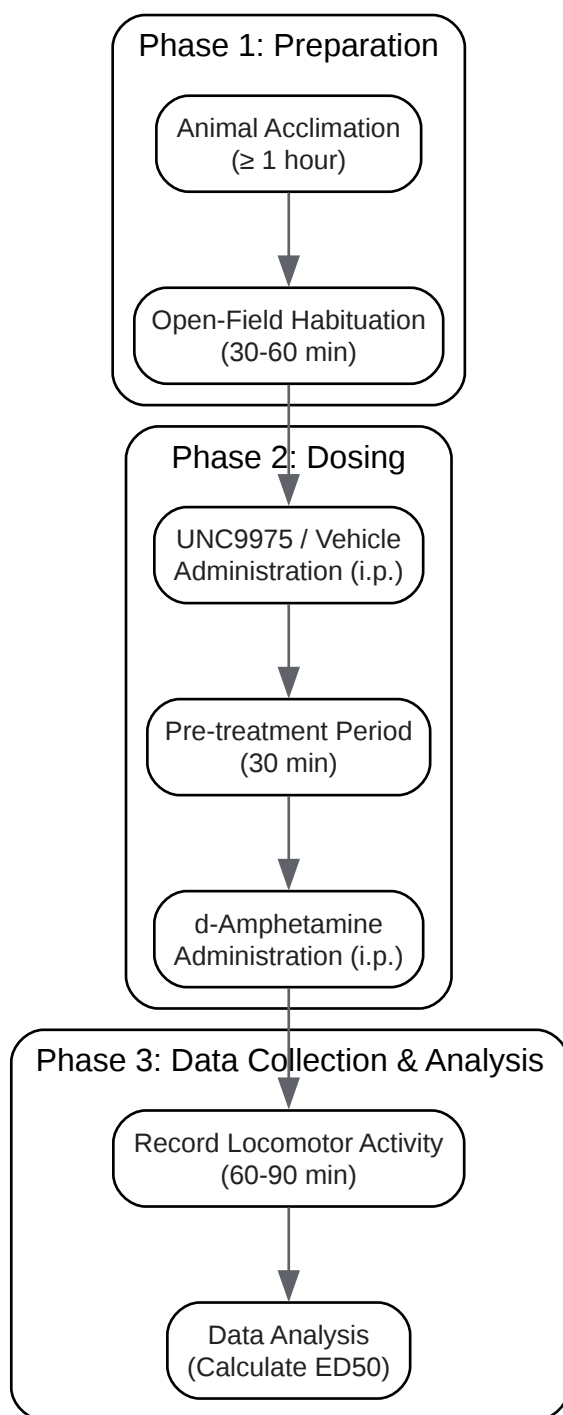 Phase 1: Preparation
Animal Acclimation
(≥ 1 hour)
Open-Field Habituation
(30-60 min)
Phase 2: Dosing
UNC9975 / Vehicle
Administration (i.p.)
Pre-treatment Period
(30 min)
d-Amphetamine
Administration (i.p.)
Phase 3: Data Collection & Analysis
Record Locomotor Activity
(60-90 min)
Data Analysis
(Calculate ED50)